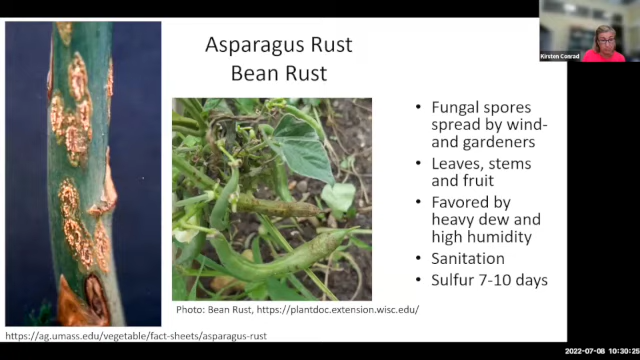 Asparagus Rust
Bean Rust
Kirsten Conrad
• Fungal spores
spread by wind-
and gardeners
• Leaves, stems
and fruit
• Favored by
heavy dew and
high humidity
• Sanitation
• Sulfur 7-10 days
Photo: Bean Rust, https://plantdoc.extension.wisc.edu/
https://ag.umass.edu/vegetable/fact-sheets/asparagus-rust
2022-07-08 10:30:25